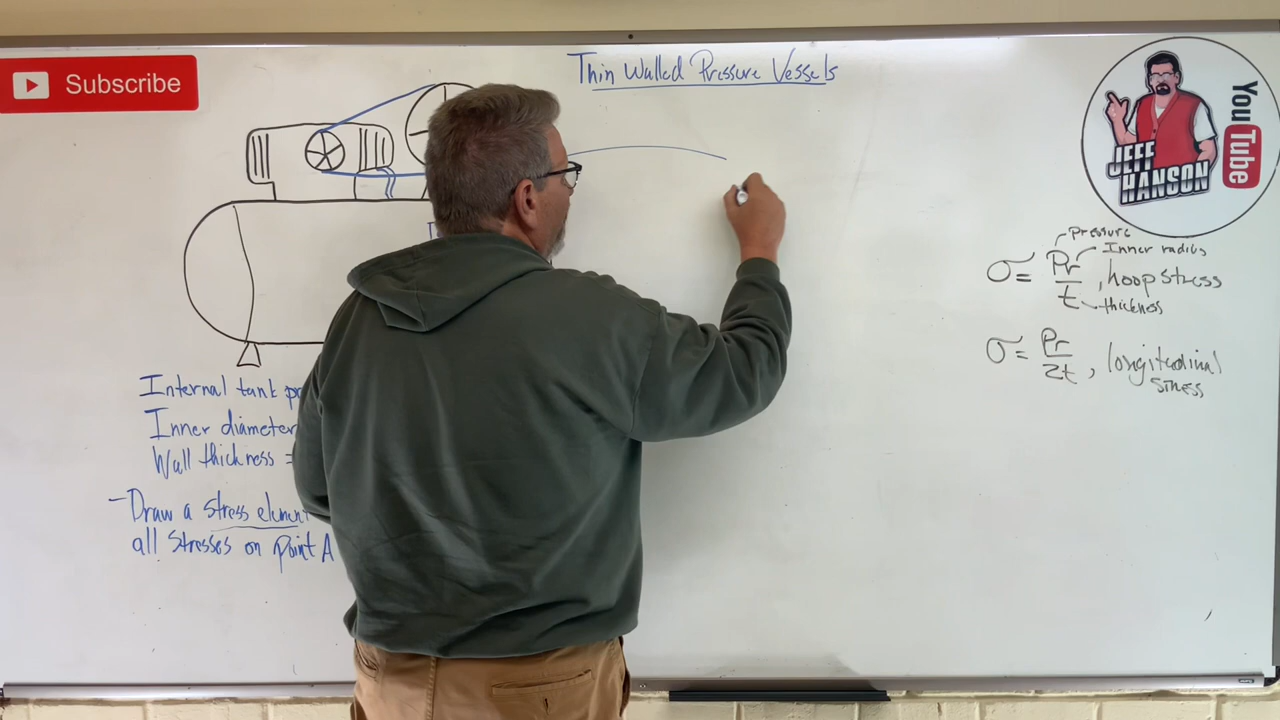 Subscribe
Thin Walled Pressure Vessels
JEFF
HANSON
YouTube
Pressure
Inner radius
σ = Pr/t , hoop stress
thickness
σ = Pr/2t , longitudinal
stress
Internal tank
Inner diameter
Wall thickness =
- Draw a stress element
all stresses on point A